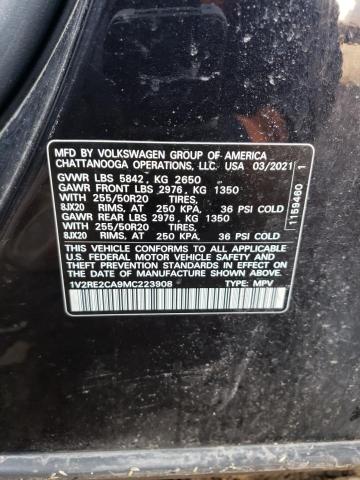 MFD BY VOLKSWAGEN GROUP OF AMERICA
CHATTANOOGA OPERATIONS, LLC. USA 03/2021
GVWR LBS 5842, KG 2650
GAWR FRONT LBS 2976, KG 1350
WITH 255/50R20 TIRES,
8JX20 RIMS, AT 250 KPA, 36 PSI COLD
GAWR REAR LBS 2976, KG 1350
WITH 255/50R20 TIRES,
8JX20 RIMS, AT 250 KPA, 36 PSI COLD
THIS VEHICLE CONFORMS TO ALL APPLICABLE
U.S. FEDERAL MOTOR VEHICLE SAFETY STANDARDS IN
EFFECT ON THE DATE OF MANUFACTURE SHOWN ABOVE
1V2RE2CA9MC223908 TYPE: MPV
1159460 1